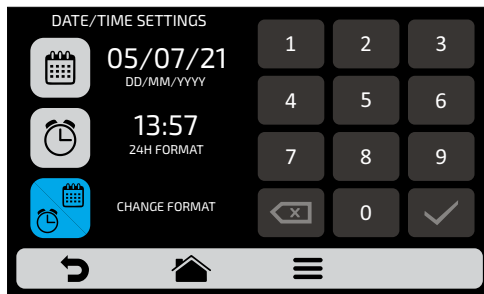 DATE/TIME SETTINGS
05/07/21
DD/MM/YYYY
13:57
24H FORMAT
CHANGE FORMAT
1 2 3
4 5 6
7 8 9
0